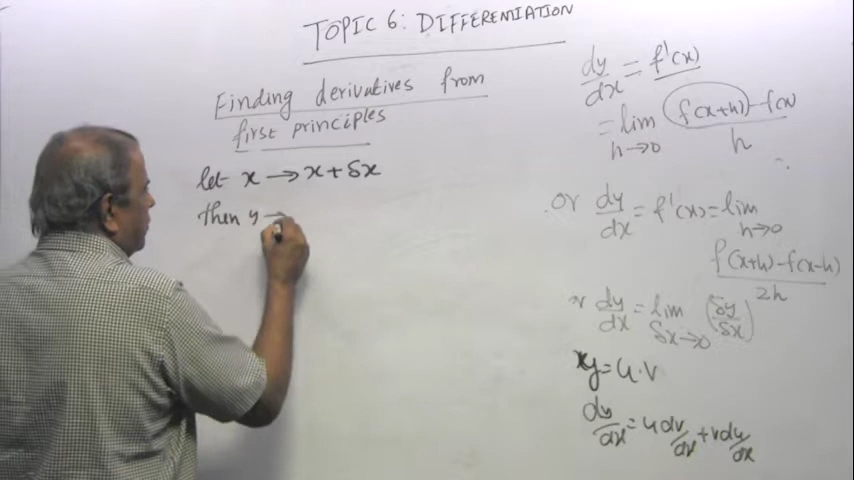 TOPIC 6: DIFFERENTIATION
Finding derivatives from
first principles
let x → x + δx
then y →
dy/dx = f'(x)
= lim h→0 (f(x+h) - f(x))/h
or dy/dx = f'(x) = lim h→0
(f(x+h) - f(x-h))/2h
dy/dx = lim δx→0 (δy/δx)
y = u.v
dy/dx = u dv/dx + v du/dx